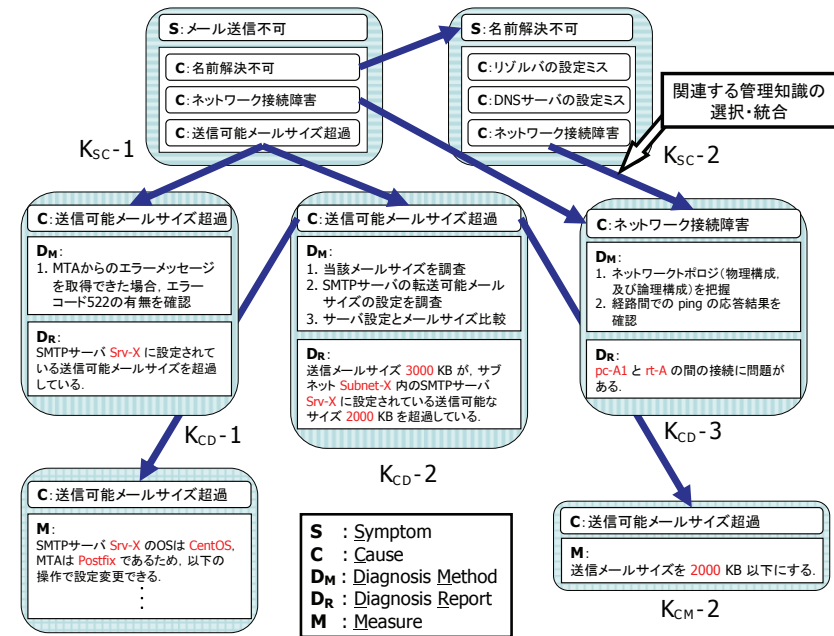 S:メール送信不可
C:名前解決不可
C:ネットワーク接続障害
C:送信可能メールサイズ超過
K_SC-1
S:名前解決不可
C:リゾルバの設定ミス
C:DNSサーバの設定ミス
C:ネットワーク接続障害
K_SC-2
関連する管理知識の
選択・統合
C:送信可能メールサイズ超過
D_M:
1. MTAからのエラーメッセージ
を取得できた場合, エラー
コード522の有無を確認
D_R:
SMTPサーバ Srv-X に設定されて
いる送信可能メールサイズを超過
している.
K_CD-1
C:送信可能メールサイズ超過
D_M:
1. 当該メールサイズを調査
2. SMTPサーバの転送可能メール
サイズの設定を調査
3. サーバ設定とメールサイズ比較
D_R:
送信メールサイズ 3000 KB が, サブ
ネット Subnet-X 内のSMTPサーバ
Srv-X に設定されている送信可能な
サイズ 2000 KB を超過している.
K_CD-2
C:ネットワーク接続障害
D_M:
1. ネットワークトポロジ(物理構成,
及び論理構成)を把握
2. 経路間での ping の応答結果を
確認
D_R:
pc-A1 と rt-A の間の接続に問題が
ある.
K_CD-3
C:送信可能メールサイズ超過
M:
SMTPサーバ Srv-X のOSは CentOS,
MTAは Postfix であるため, 以下の
操作で設定変更できる.
S : Symptom
C : Cause
D_M : Diagnosis Method
D_R : Diagnosis Report
M : Measure
C:送信可能メールサイズ超過
M:
送信メールサイズを 2000 KB 以下にする.
K_CM-2